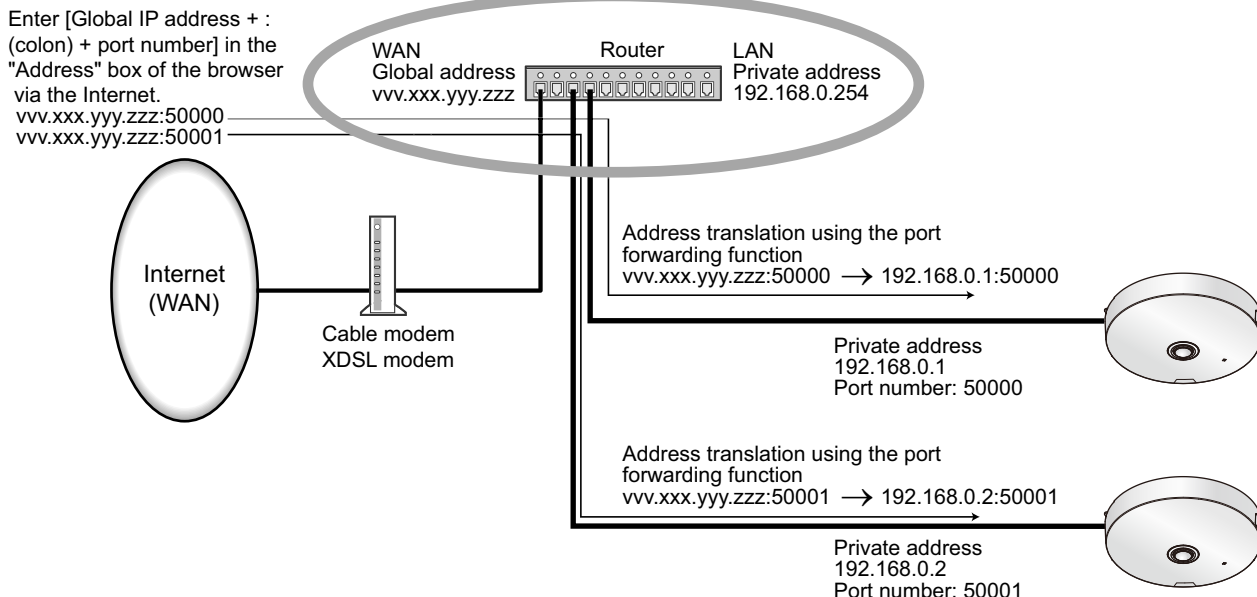 Enter [Global IP address + :
(colon) + port number] in the
"Address" box of the browser
via the Internet.
vvv.xxx.yyy.zzz:50000
vvv.xxx.yyy.zzz:50001
WAN
Global address
vvv.xxx.yyy.zzz
Router
LAN
Private address
192.168.0.254
Internet
(WAN)
Cable modem
XDSL modem
Address translation using the port
forwarding function
vvv.xxx.yyy.zzz:50000 → 192.168.0.1:50000
Private address
192.168.0.1
Port number: 50000
Address translation using the port
forwarding function
vvv.xxx.yyy.zzz:50001 → 192.168.0.2:50001
Private address
192.168.0.2
Port number: 50001